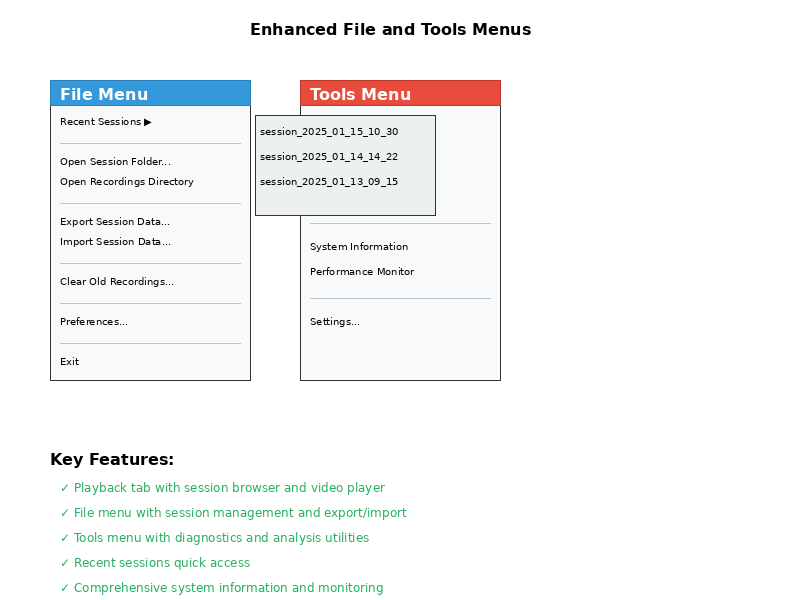 Enhanced File and Tools Menus
File Menu
Recent Sessions ▶
Open Session Folder...
Open Recordings Directory
Export Session Data...
Import Session Data...
Clear Old Recordings...
Preferences...
Exit
session_2025_01_15_10_30
session_2025_01_14_14_22
session_2025_01_13_09_15
Tools Menu
System Information
Performance Monitor
Settings...
Key Features:
✓ Playback tab with session browser and video player
✓ File menu with session management and export/import
✓ Tools menu with diagnostics and analysis utilities
✓ Recent sessions quick access
✓ Comprehensive system information and monitoring